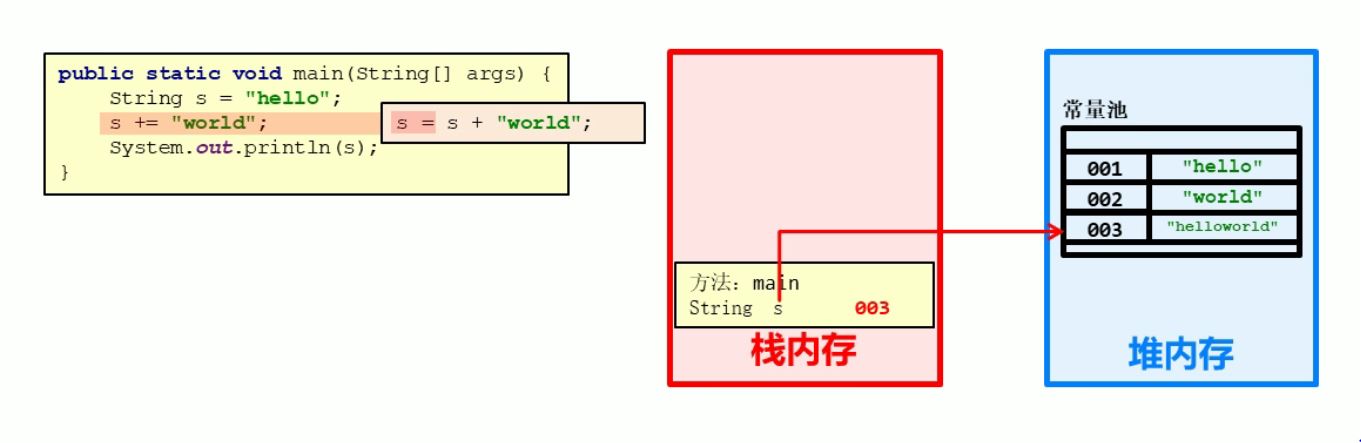 public static void main(String[] args) {
String s = "hello";
s += "world";
s = s + "world";
System.out.println(s);
}
方法: main
String s 003
栈内存
常量池
001 "hello"
002 "world"
003 "helloworld"
堆内存